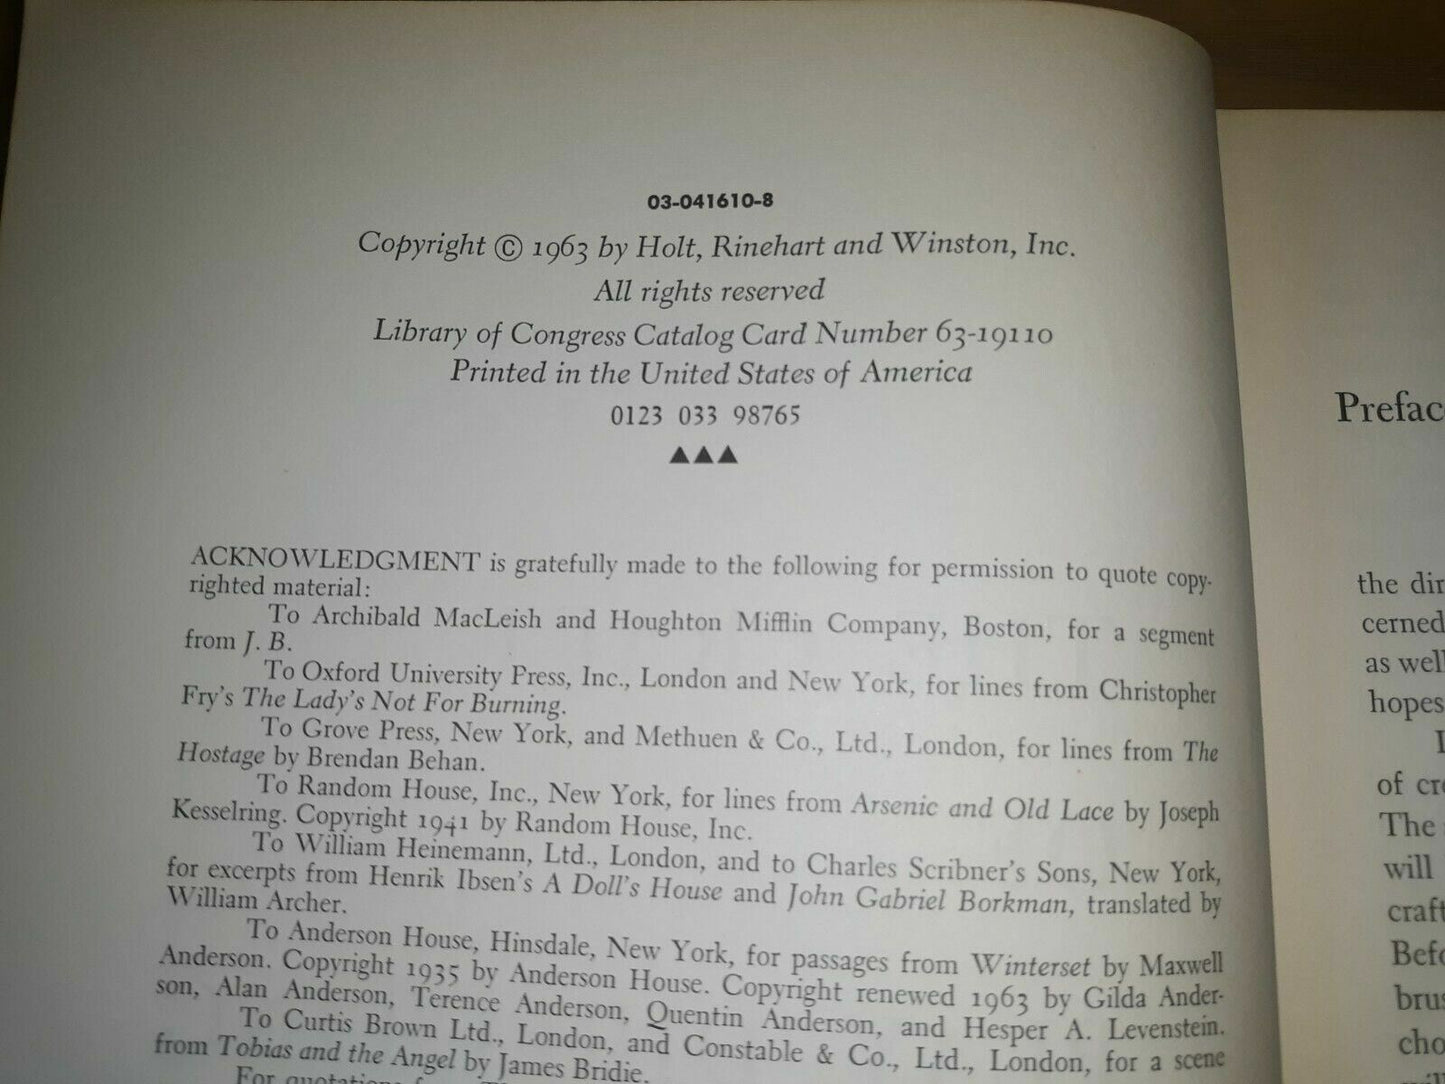 03-041610-8
Copyright © 1963 by Holt, Rinehart and Winston, Inc.
All rights reserved
Library of Congress Catalog Card Number 63-19110
Printed in the United States of America
0123 033 98765
▲▲▲
ACKNOWLEDGMENT is gratefully made to the following for permission to quote copy-
righted material:
To Archibald MacLeish and Houghton Mifflin Company, Boston, for a segment
from J. B.
To Oxford University Press, Inc., London and New York, for lines from Christopher
Fry's The Lady's Not For Burning.
To Grove Press, New York, and Methuen & Co., Ltd., London, for lines from The
Hostage by Brendan Behan.
To Random House, Inc., New York, for lines from Arsenic and Old Lace by Joseph
Kesselring. Copyright 1941 by Random House, Inc.
To William Heinemann, Ltd., London, and to Charles Scribner's Sons, New York,
for excerpts from Henrik Ibsen's A Doll's House and John Gabriel Borkman, translated by
William Archer.
To Anderson House, Hinsdale, New York, for passages from Winterset by Maxwell
Anderson. Copyright 1935 by Anderson House. Copyright renewed 1963 by Gilda Ander-
son, Alan Anderson, Terence Anderson, Quentin Anderson, and Hesper A. Levenstein.
To Curtis Brown Ltd., London, and Constable & Co., Ltd., London, for a scene
from Tobias and the Angel by James Bridie.
For
Prefac
the dir
cerned
as well
hopes
of cre
The
will
craft
Befo
brus
cho